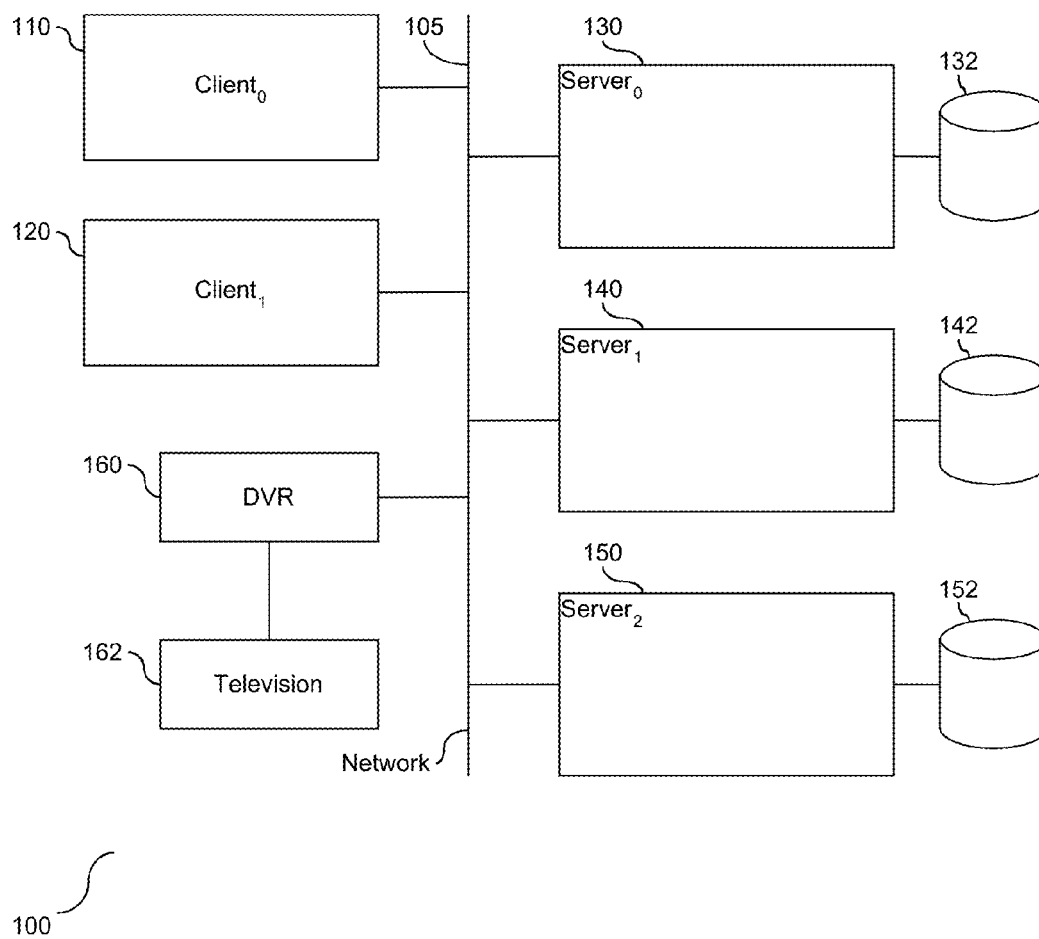 110
105
130
132
Client₀
Server₀
120
Client₁
140
142
Server₁
160
DVR
150
152
Server₂
162
Television
Network
100